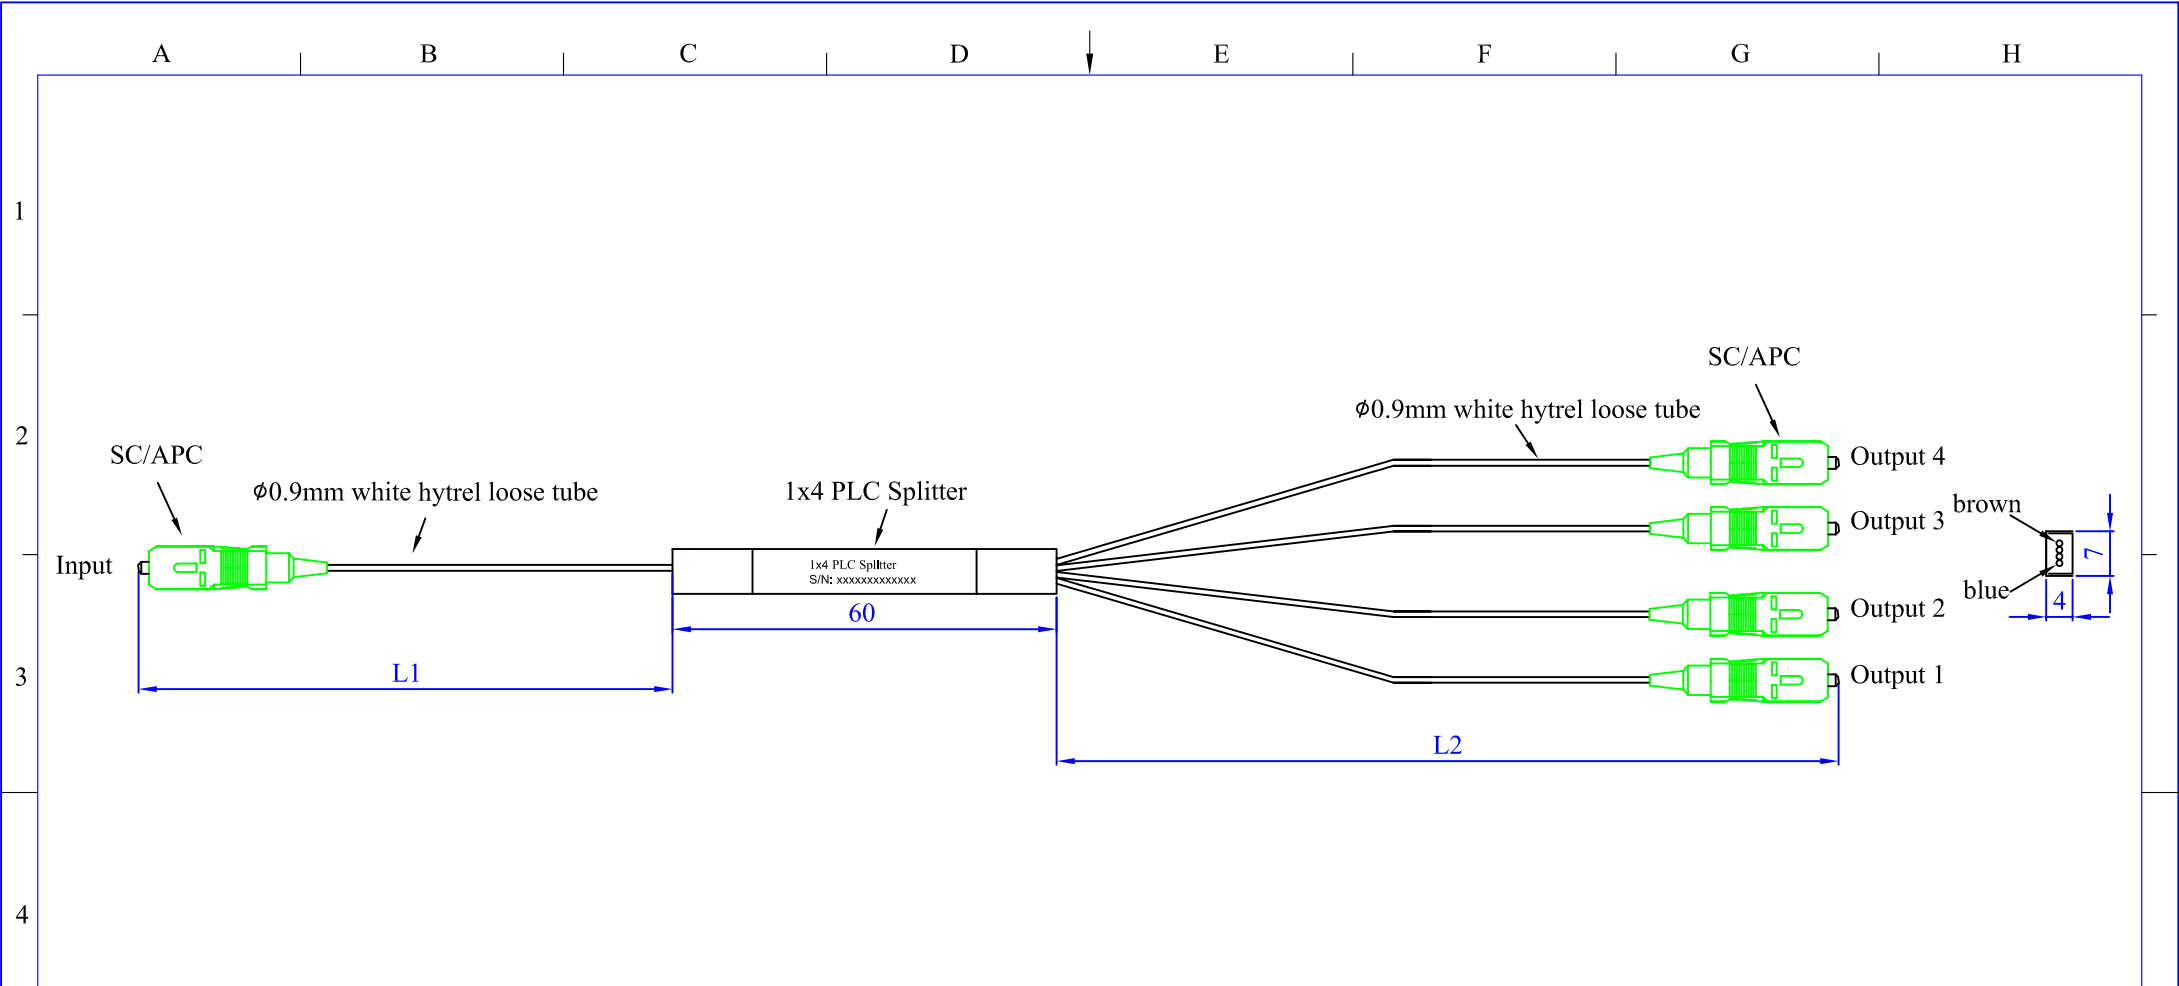 A B C D E F G H
1
2
3
4
SC/APC
ϕ0.9mm white hytrel loose tube
1x4 PLC Splitter
ϕ0.9mm white hytrel loose tube
SC/APC
Input
1x4 PLC Splitter
S/N: xxxxxxxxxxxxx
60
L1
L2
Output 4
Output 3
Output 2
Output 1
brown
blue
7
4